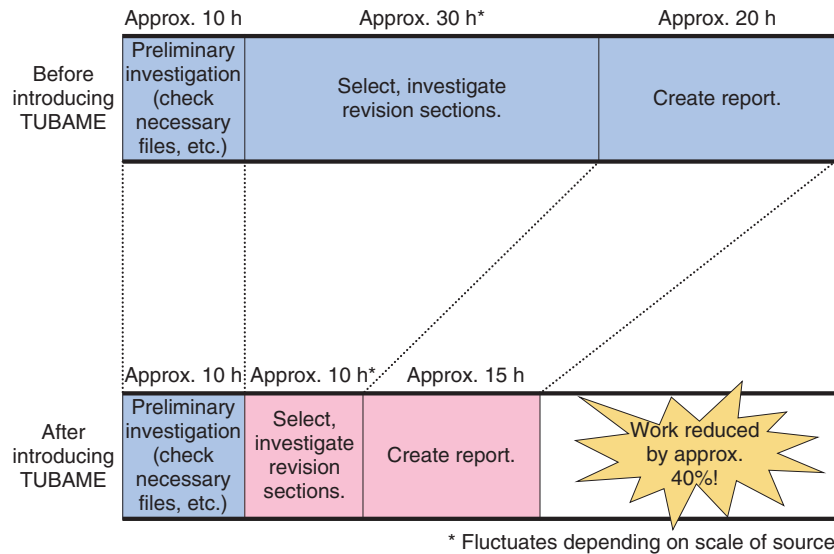 Approx. 10 h
Approx. 30 h*
Approx. 20 h
Before
introducing
TUBAME
Preliminary
investigation
(check
necessary
files, etc.)
Select, investigate
revision sections.
Create report.
Approx. 10 h
Approx. 10 h*
Approx. 15 h
After
introducing
TUBAME
Preliminary
investigation
(check
necessary
files, etc.)
Select,
investigate
revision
sections.
Create report.
Work reduced
by approx.
40%!
* Fluctuates depending on scale of source